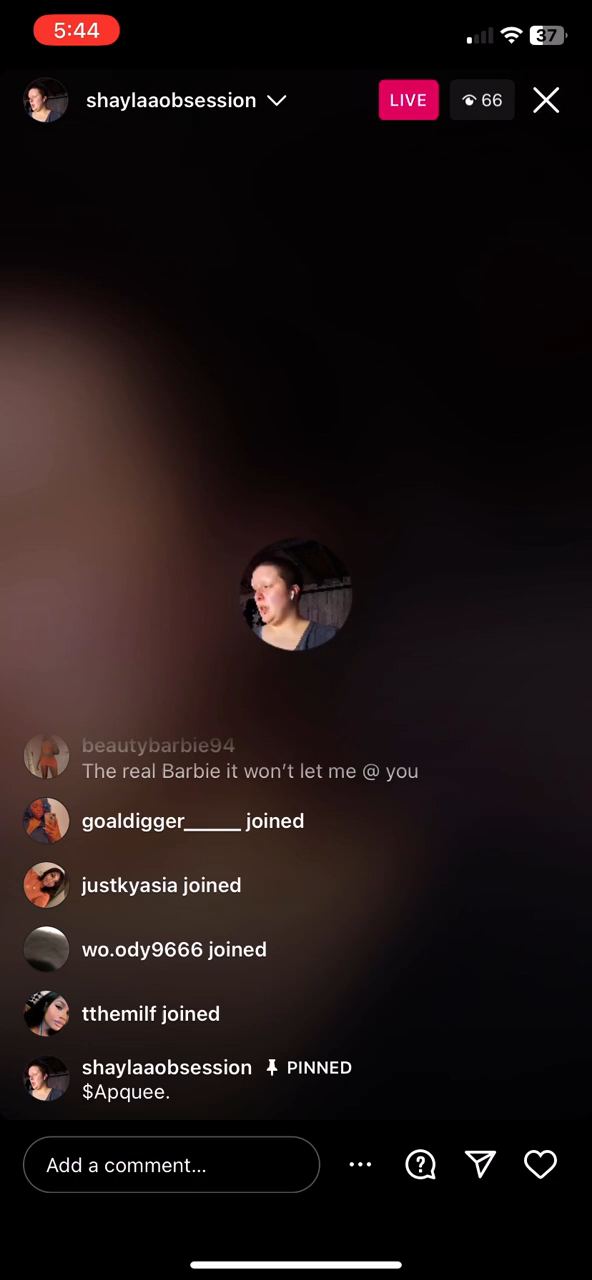 5:44
37
shaylaaobsession
LIVE
66
beautybarbie94
The real Barbie it won't let me @ you
goaldigger_____ joined
justkyasia joined
wo.ody9666 joined
tthemilf joined
shaylaaobsession PINNED
$Apquee.
Add a comment...